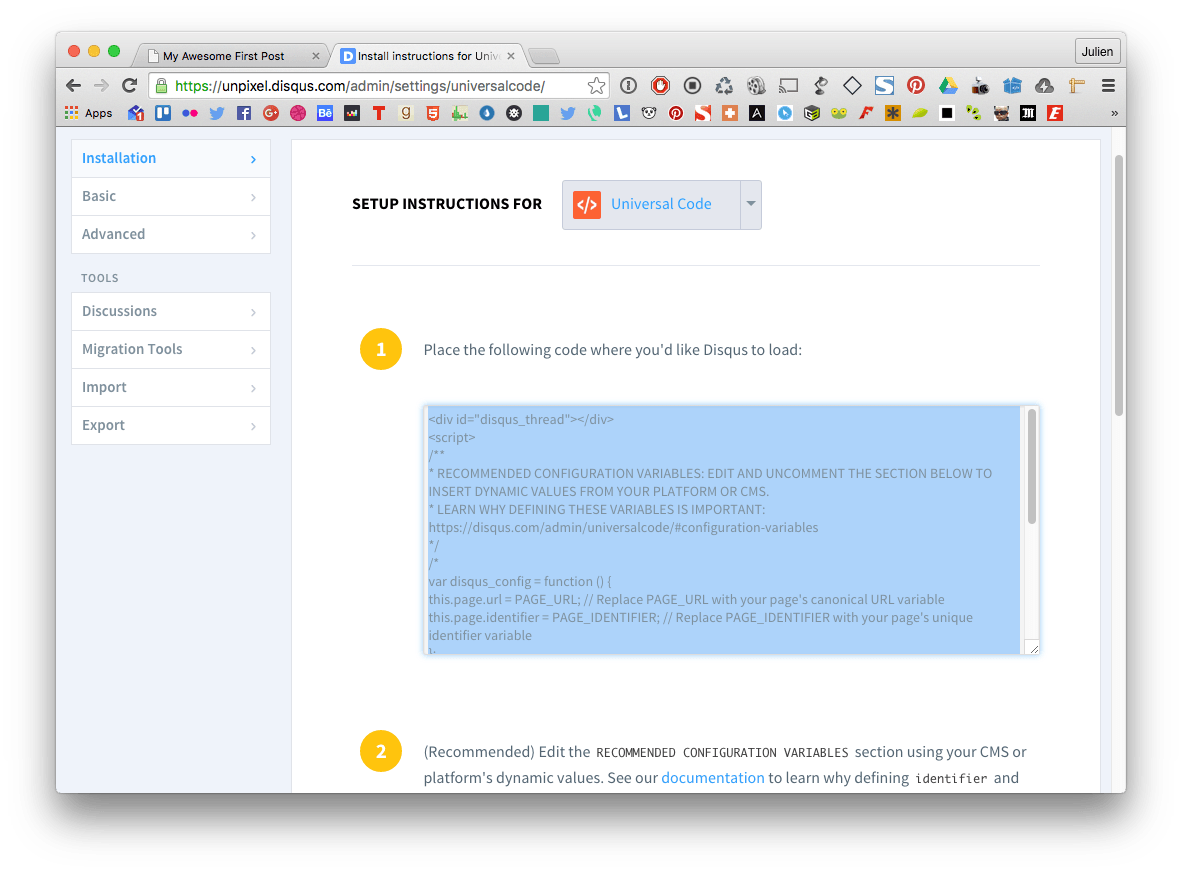 My Awesome First Post
Install instructions for Unive
Julien
https://unpixel.disqus.com/admin/settings/universalcode/
Apps
Installation
Basic
Advanced
TOOLS
Discussions
Migration Tools
Import
Export
SETUP INSTRUCTIONS FOR
</> Universal Code
1
Place the following code where you'd like Disqus to load:
<div id="disqus_thread"></div>
<script>
/**
* RECOMMENDED CONFIGURATION VARIABLES: EDIT AND UNCOMMENT THE SECTION BELOW TO
INSERT DYNAMIC VALUES FROM YOUR PLATFORM OR CMS.
* LEARN WHY DEFINING THESE VARIABLES IS IMPORTANT:
https://disqus.com/admin/universalcode/#configuration-variables
*/
/*
var disqus_config = function () {
this.page.url = PAGE_URL; // Replace PAGE_URL with your page's canonical URL variable
this.page.identifier = PAGE_IDENTIFIER; // Replace PAGE_IDENTIFIER with your page's unique
identifier variable
};
2
(Recommended) Edit the RECOMMENDED CONFIGURATION VARIABLES section using your CMS or
platform's dynamic values. See our documentation to learn why defining identifier and